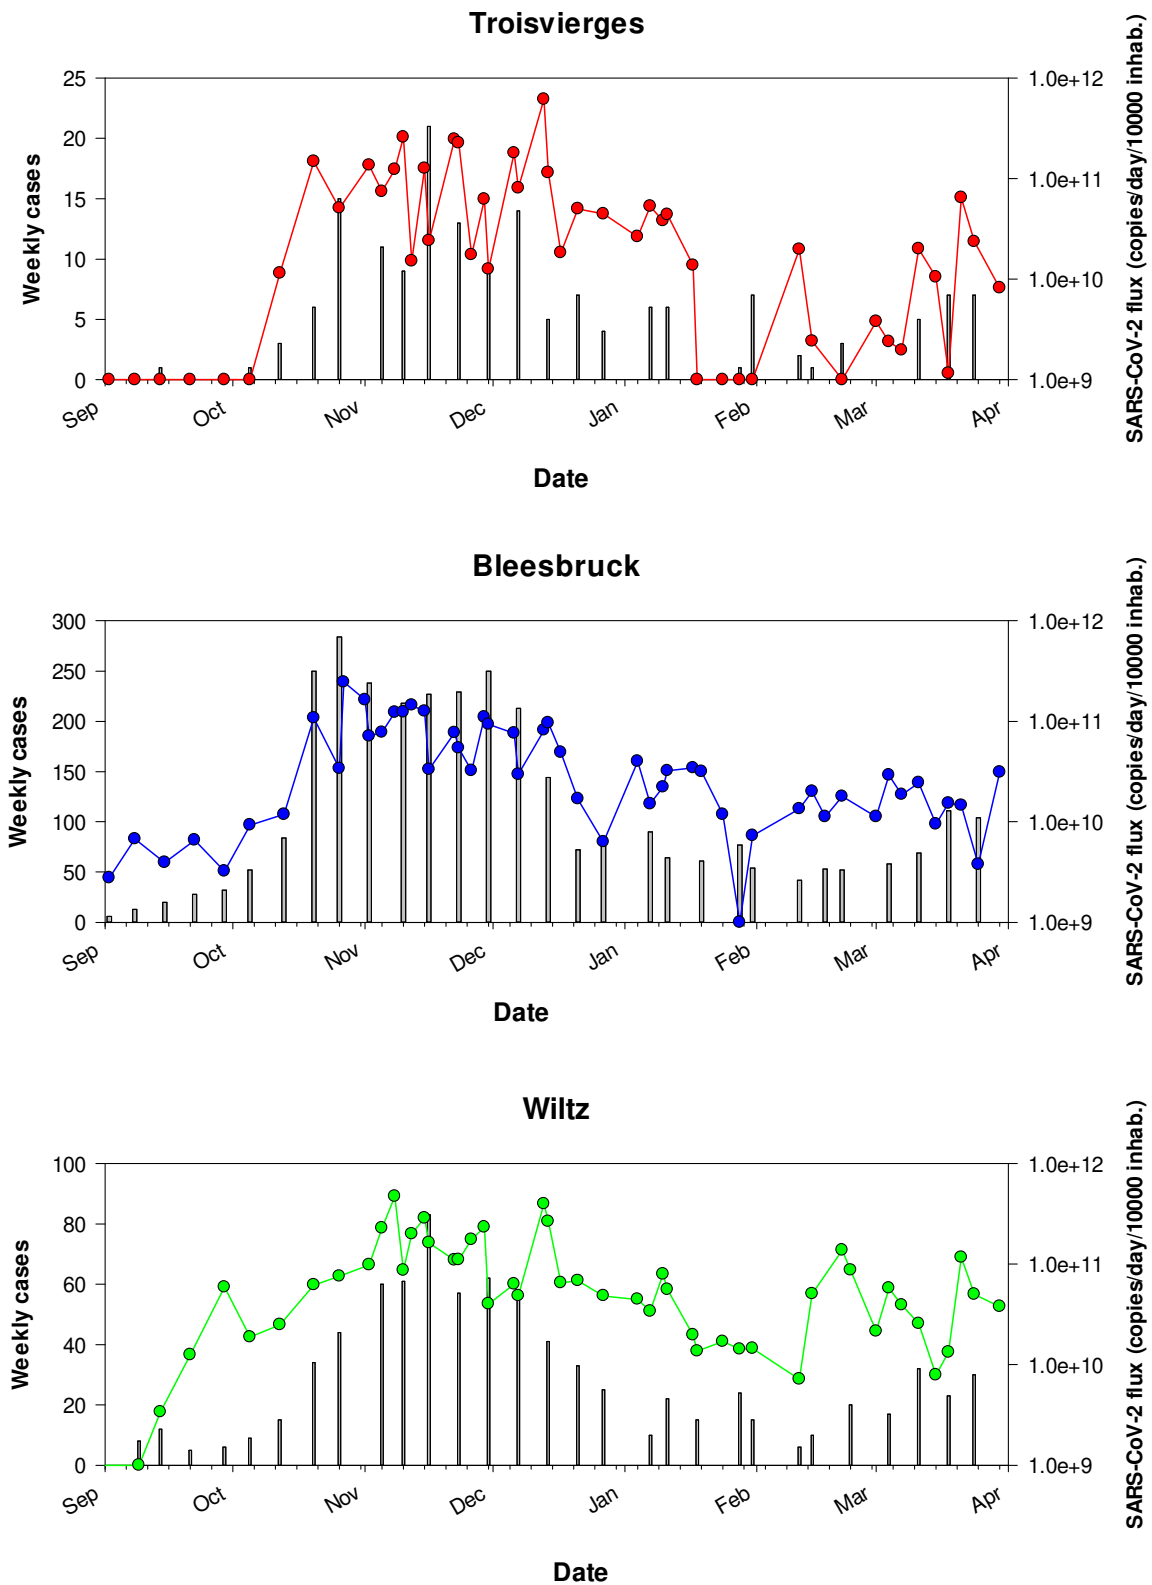 Troisvierges
25
20
15
10
5
0
Weekly cases
1.0e+12
1.0e+11
1.0e+10
1.0e+9
SARS-CoV-2 flux (copies/day/10000 inhab.)
Sep Oct Nov Dec Jan Feb Mar Apr
Date
Bleesbruck
300
250
200
150
100
50
0
Weekly cases
1.0e+12
1.0e+11
1.0e+10
1.0e+9
SARS-CoV-2 flux (copies/day/10000 inhab.)
Sep Oct Nov Dec Jan Feb Mar Apr
Date
Wiltz
100
80
60
40
20
0
Weekly cases
1.0e+12
1.0e+11
1.0e+10
1.0e+9
SARS-CoV-2 flux (copies/day/10000 inhab.)
Sep Oct Nov Dec Jan Feb Mar Apr
Date